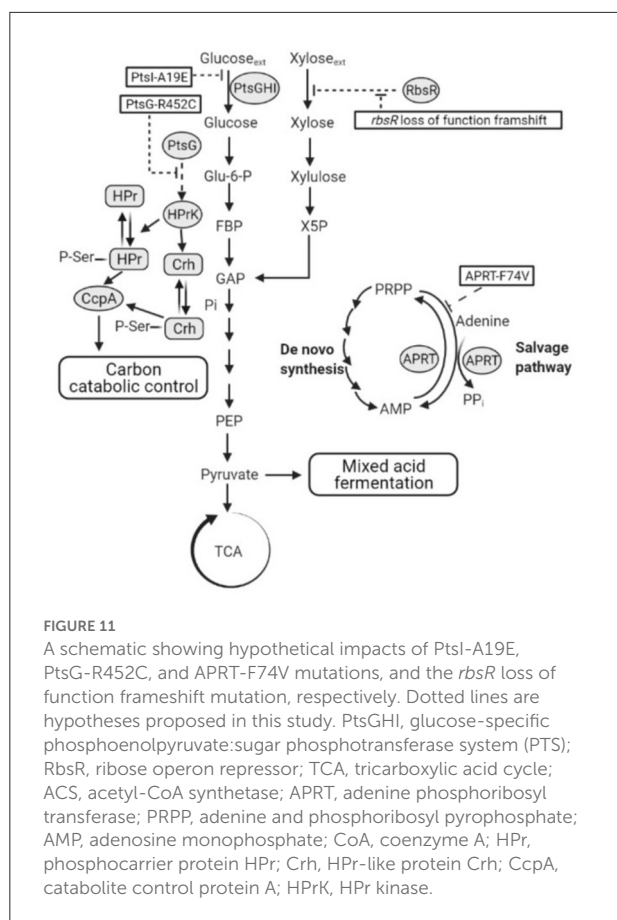 Glucoseext
Xyloseext
PtsI-A19E
PtsGHI
RbsR
PtsG-R452C
Glucose
Xylose
rbsR loss of function framshift
PtsG
HPr
Glu-6-P
Xylulose
HPrK
FBP
X5P
P-Ser
HPr
Crh
GAP
APRT-F74V
PRPP
Pi
Adenine
CcpA
P-Ser
Crh
De novo
synthesis
APRT
APRT
Salvage
pathway
Carbon
catabolic control
AMP
PPi
PEP
Pyruvate
Mixed acid
fermentation
TCA
FIGURE 11
A schematic showing hypothetical impacts of PtsI-A19E,
PtsG-R452C, and APRT-F74V mutations, and the rbsR loss of
function frameshift mutation, respectively. Dotted lines are
hypotheses proposed in this study. PtsGHI, glucose-specific
phosphoenolpyruvate:sugar phosphotransferase system (PTS);
RbsR, ribose operon repressor; TCA, tricarboxylic acid cycle;
ACS, acetyl-CoA synthetase; APRT, adenine phosphoribosyl
transferase; PRPP, adenine and phosphoribosyl pyrophosphate;
AMP, adenosine monophosphate; CoA, coenzyme A; HPr,
phosphocarrier protein HPr; Crh, HPr-like protein Crh; CcpA,
catabolite control protein A; HPrK, HPr kinase.